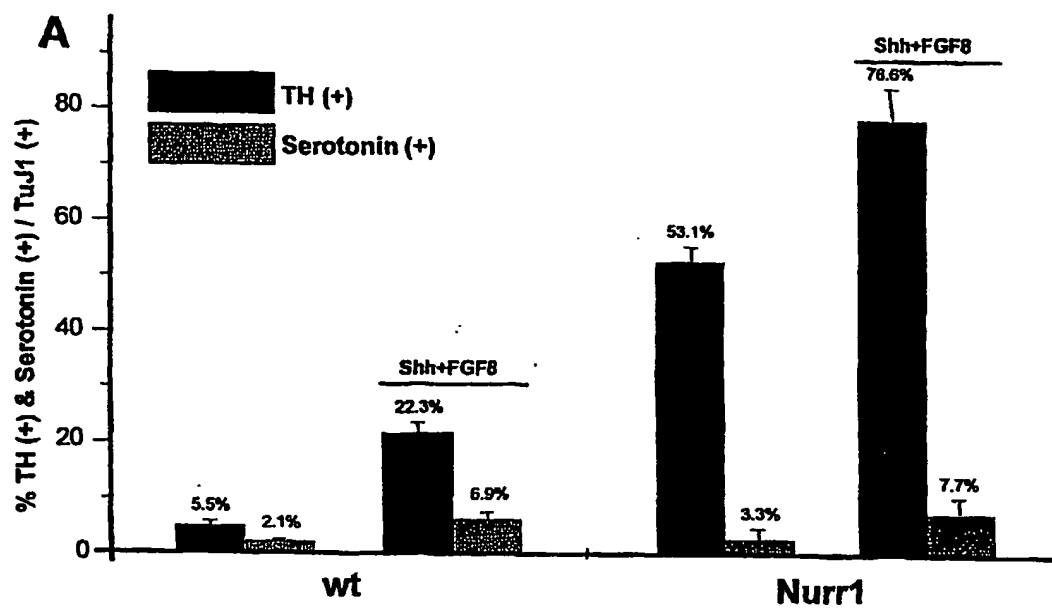 A
TH (+)
Serotonin (+)
% TH (+) & Serotonin (+) / TuJ1 (+)
80
60
40
20
0
5.5%
2.1%
Shh+FGF8
22.3%
6.9%
53.1%
3.3%
Shh+FGF8
78.6%
7.7%
wt
Nurr1